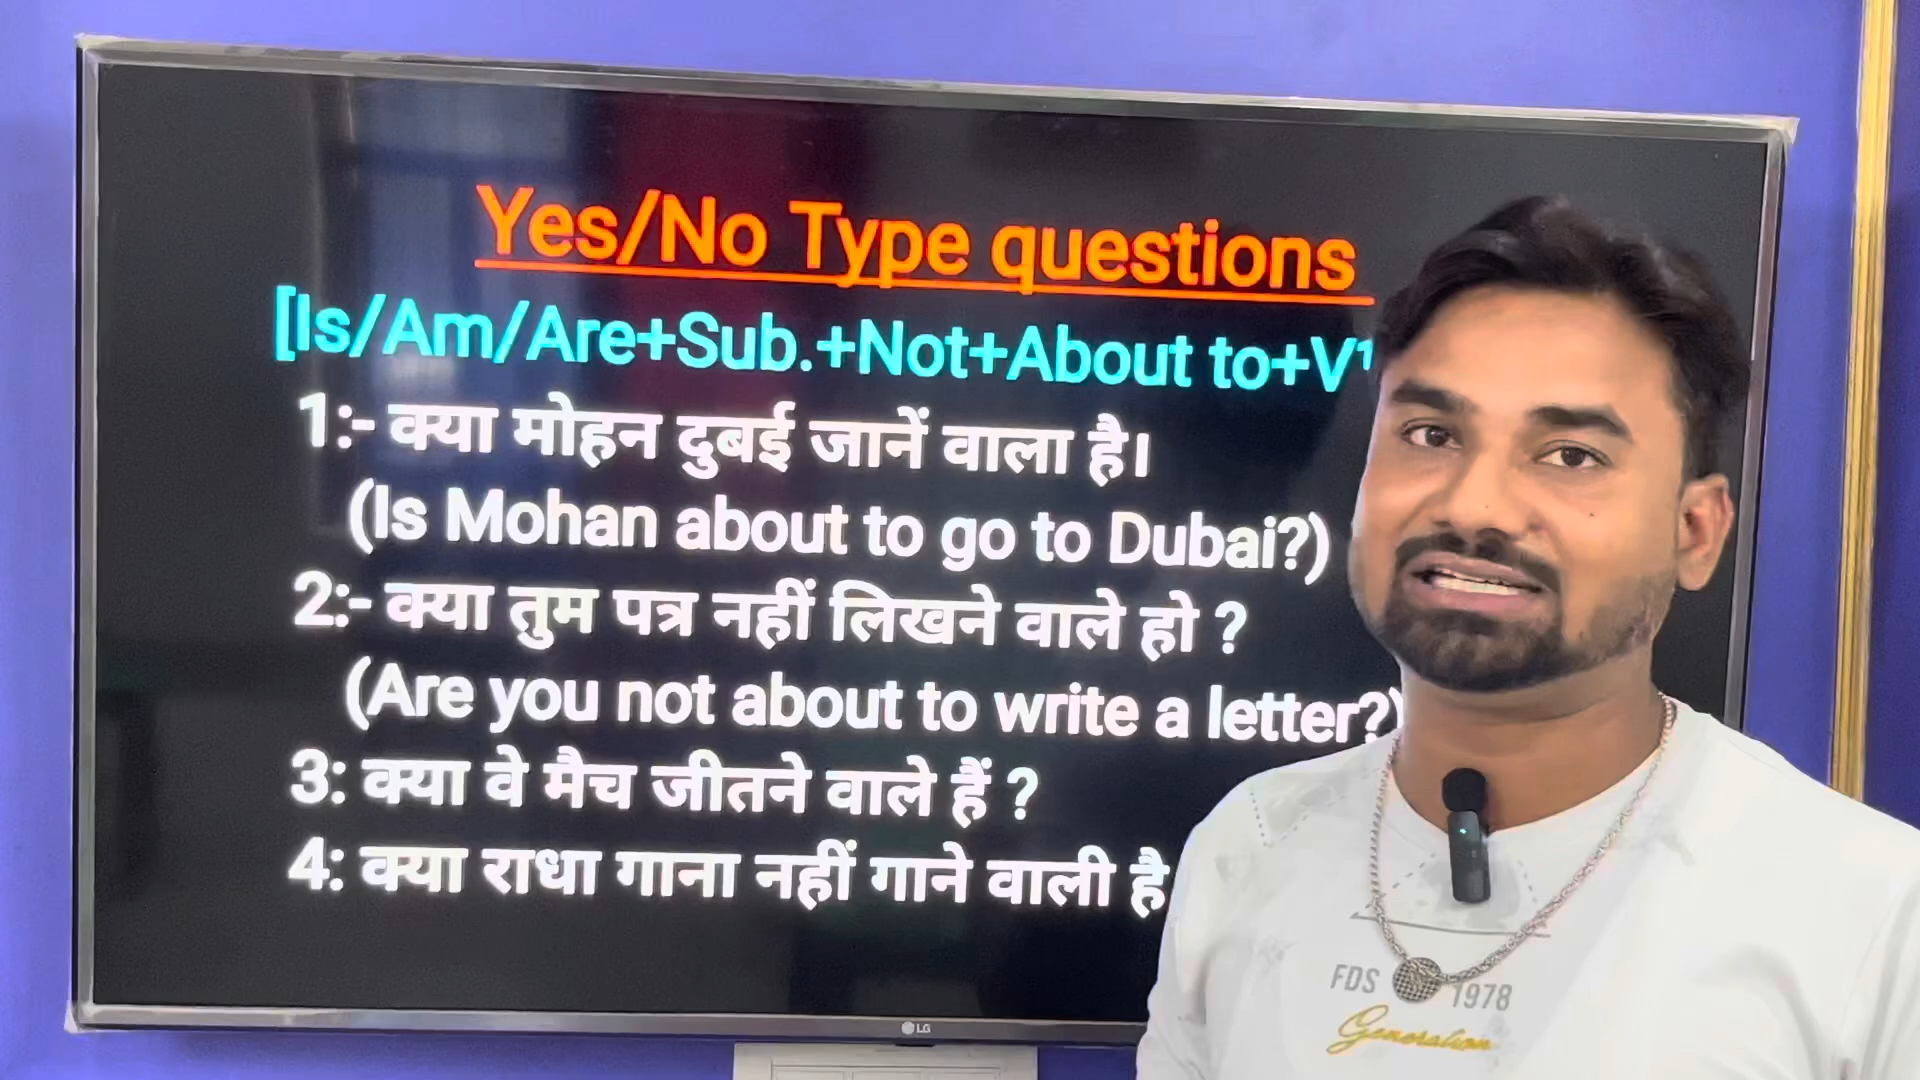 Yes/No Type questions
[Is/Am/Are+Sub.+Not+About to+V¹
1:- क्या मोहन दुबई जानें वाला है।
(Is Mohan about to go to Dubai?)
2:- क्या तुम पत्र नहीं लिखने वाले हो ?
(Are you not about to write a letter?)
3: क्या वे मैच जीतने वाले हैं ?
4: क्या राधा गाना नहीं गाने वाली है
LG
FDS 1978
Generation